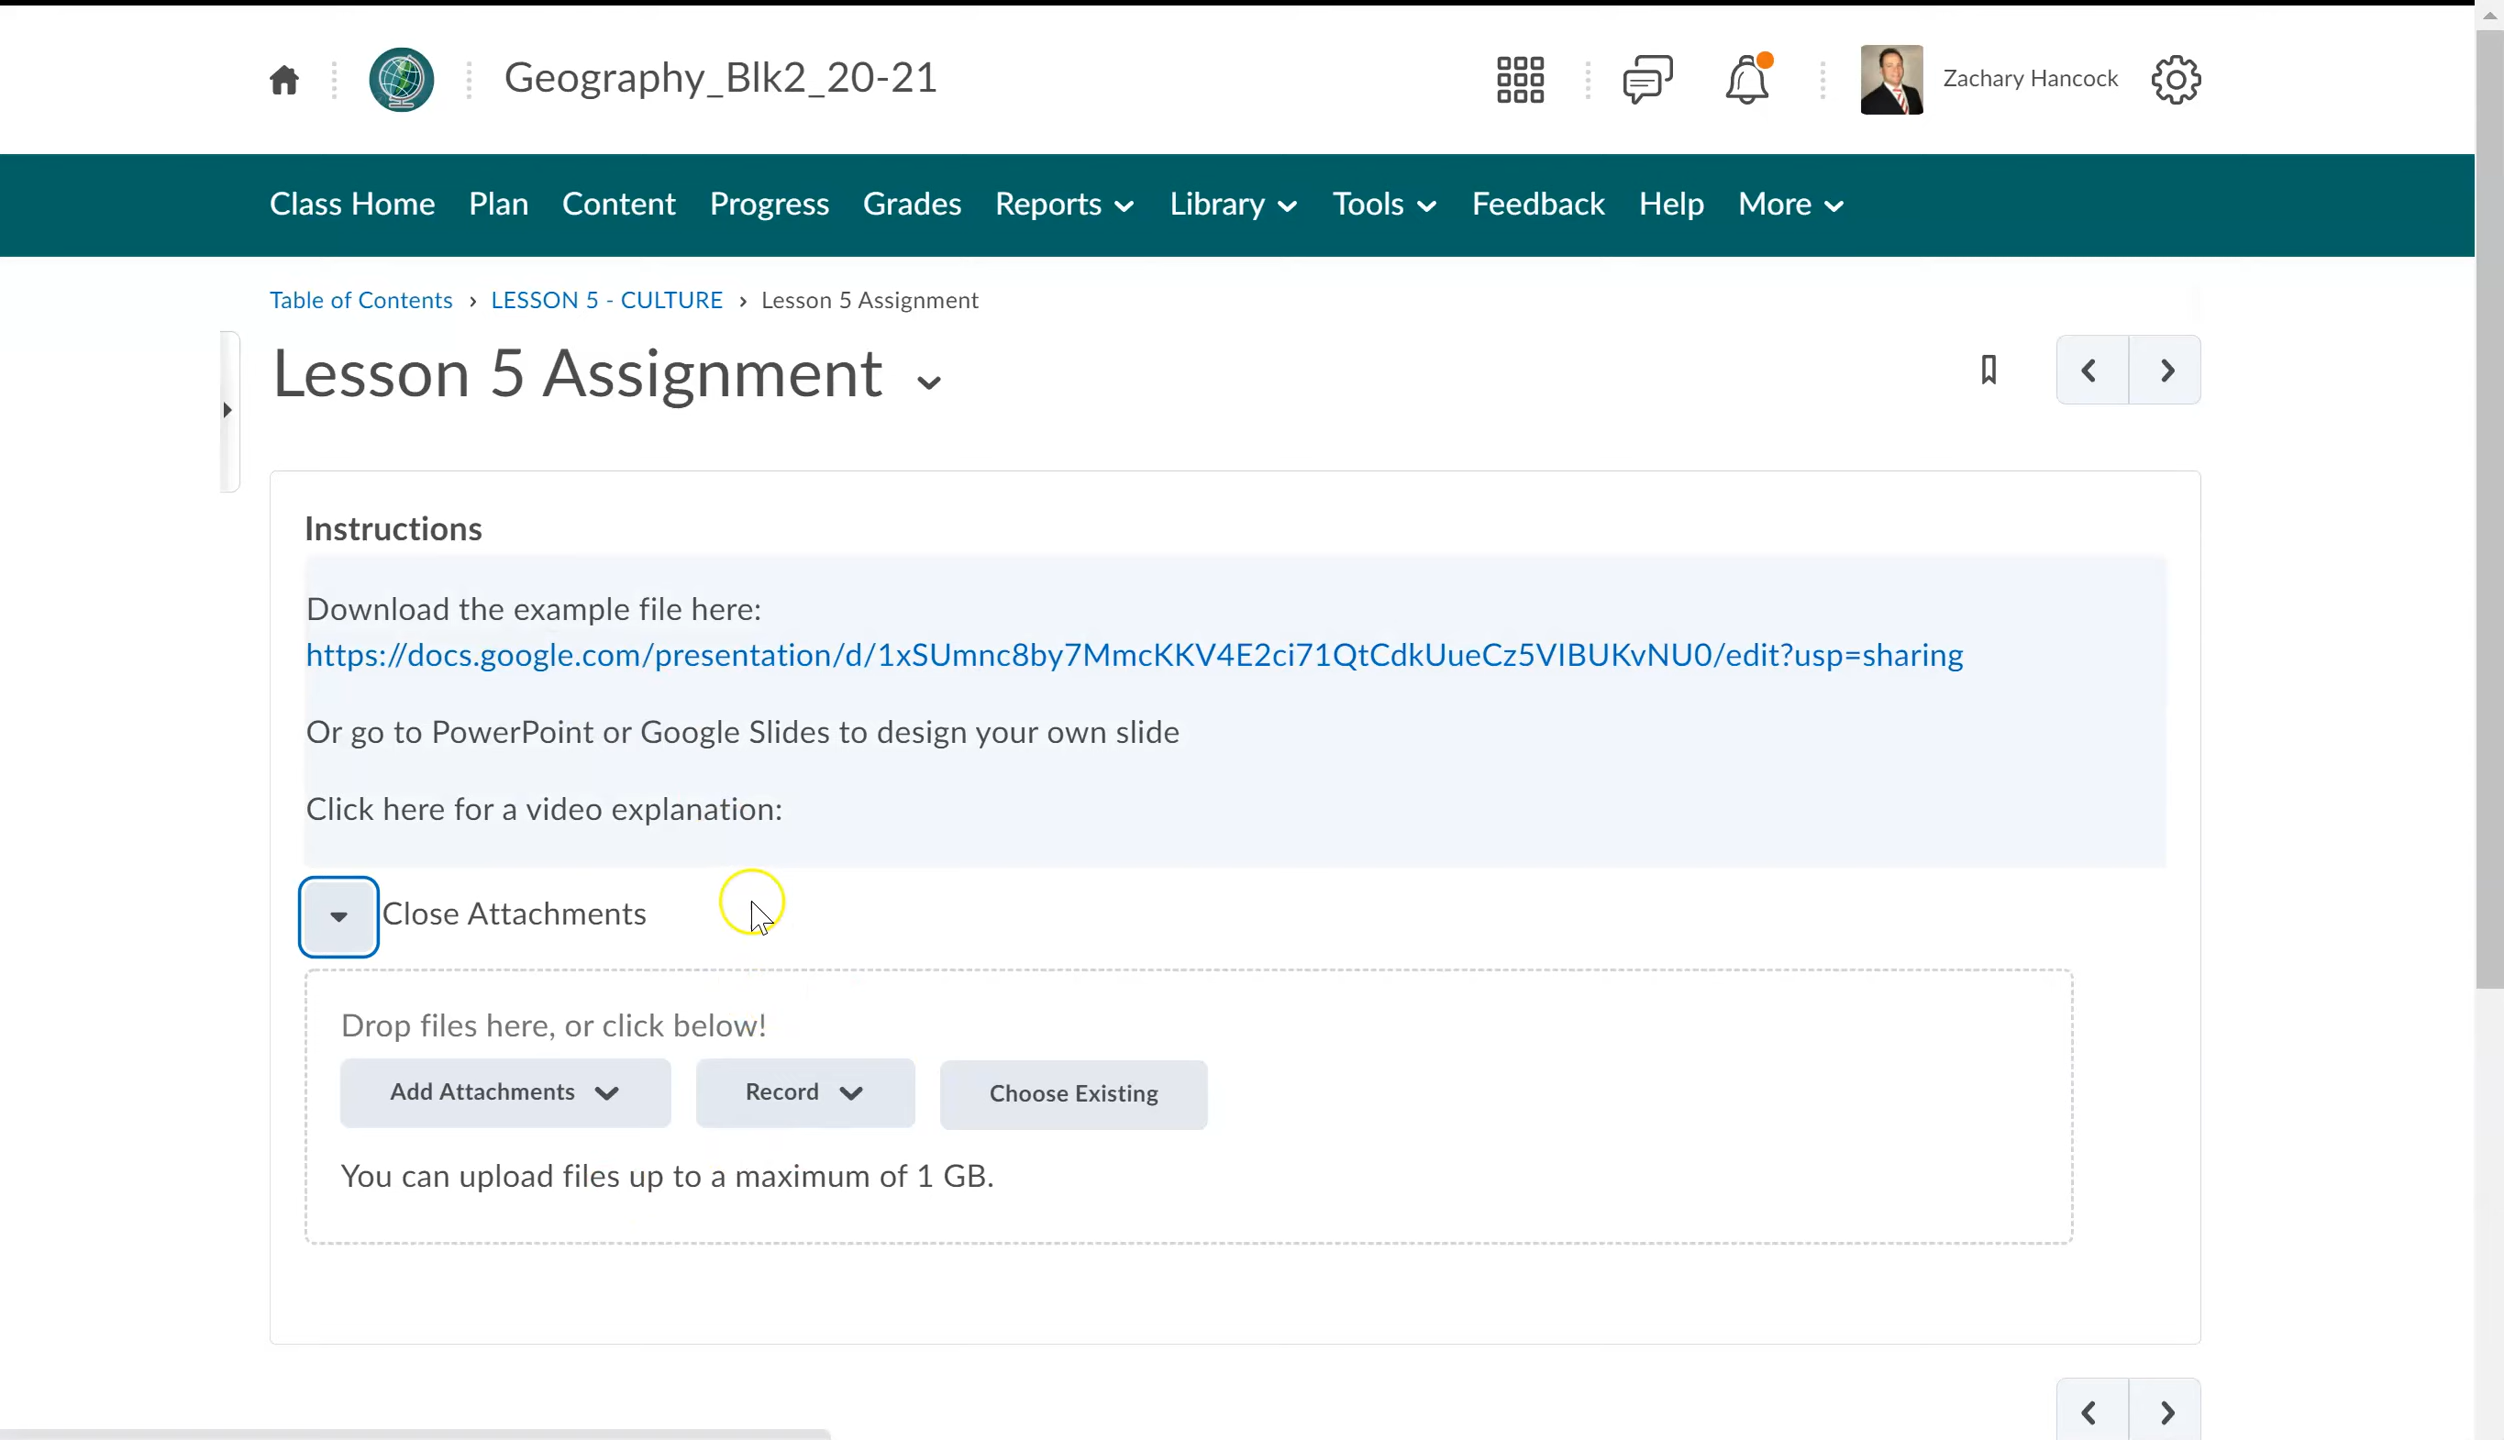 Geography_Blk2_20-21
Zachary Hancock
Class Home Plan Content Progress Grades Reports Library Tools Feedback Help More
Table of Contents › LESSON 5 - CULTURE › Lesson 5 Assignment
Lesson 5 Assignment
Instructions
Download the example file here:
https://docs.google.com/presentation/d/1xSUmnc8by7MmcKKV4E2ci71QtCdkUueCz5VIBUKvNU0/edit?usp=sharing
Or go to PowerPoint or Google Slides to design your own slide
Click here for a video explanation:
Close Attachments
Drop files here, or click below!
Add Attachments Record Choose Existing
You can upload files up to a maximum of 1 GB.